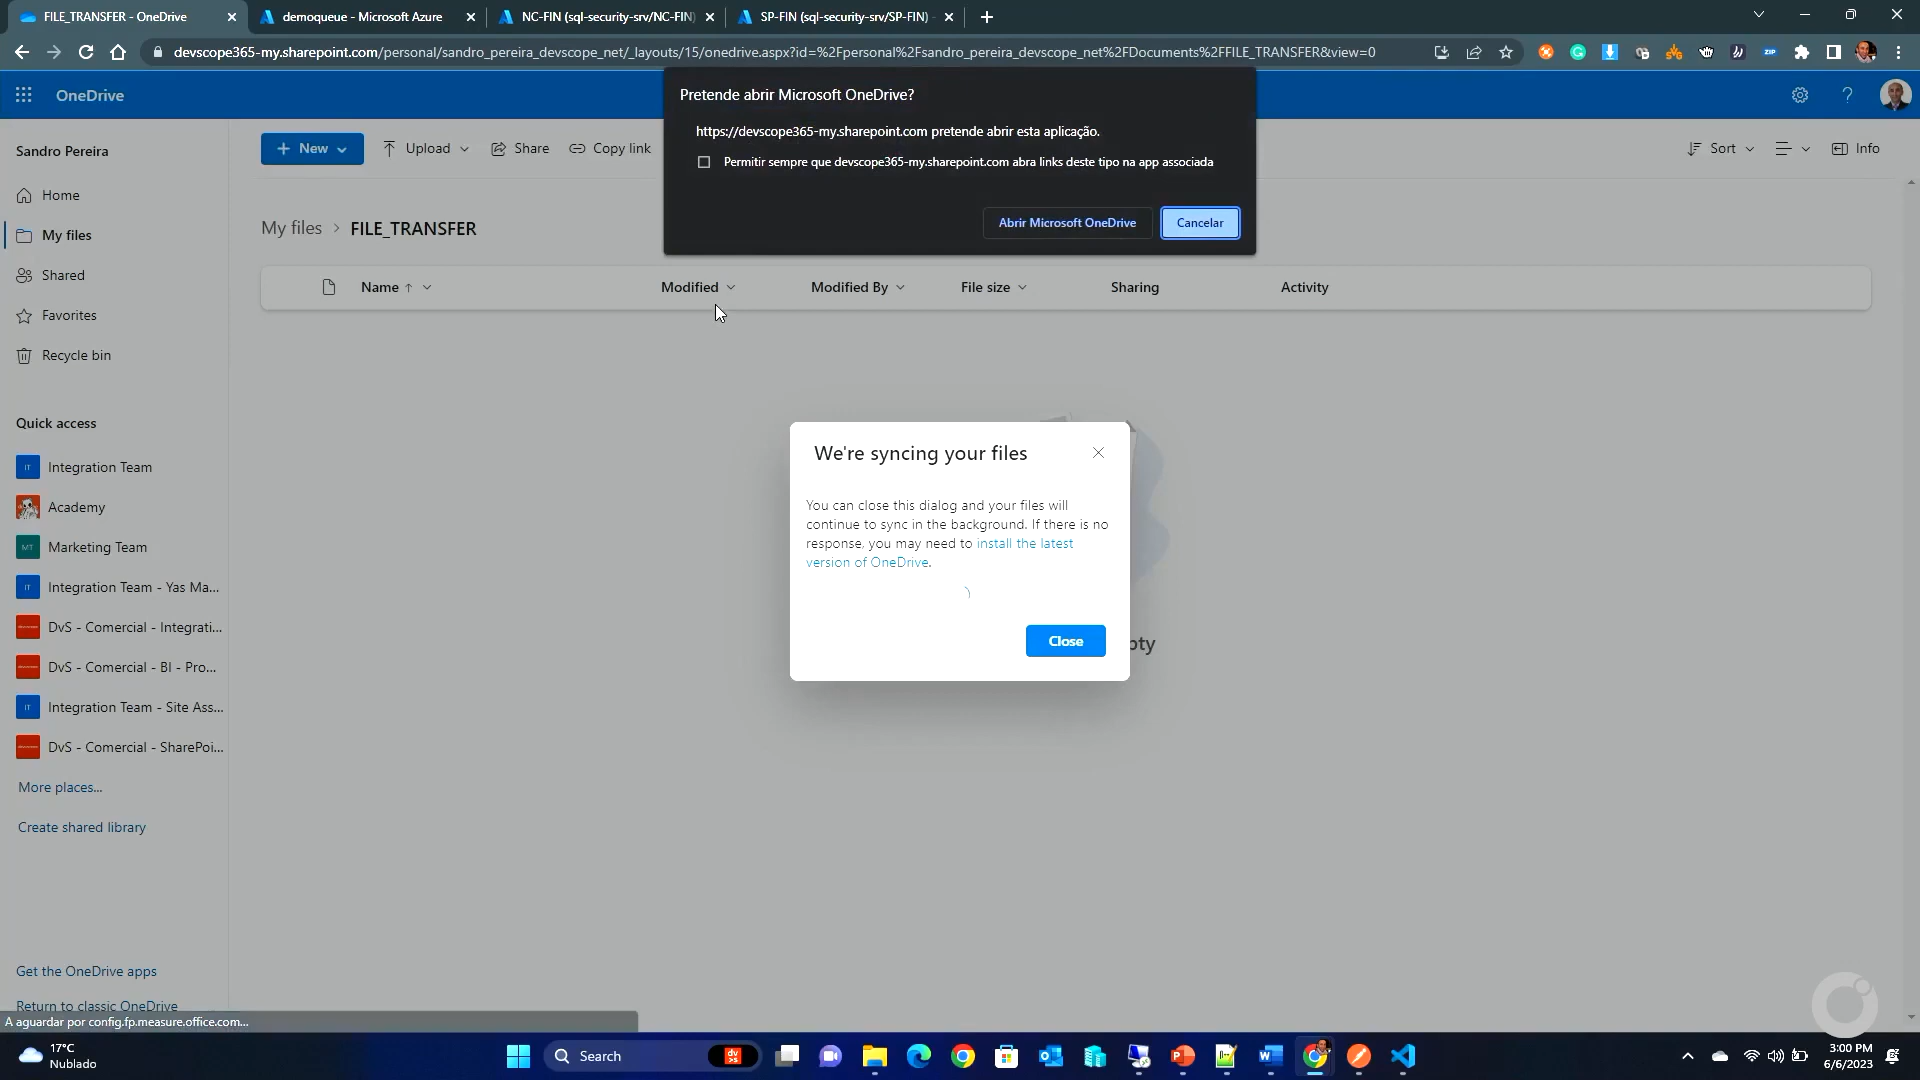 FILE_TRANSFER - OneDrive
demoqueue - Microsoft Azure
NC-FIN (sql-security-srv/NC-FIN)
SP-FIN (sql-security-srv/SP-FIN) -
devscope365-my.sharepoint.com/personal/sandro_pereira_devscope_net/_layouts/15/onedrive.aspx?id=%2Fpersonal%2Fsandro_pereira_devscope_net%2FDocuments%2FFILE_TRANSFER&view=0
ZIP
OneDrive
Pretende abrir Microsoft OneDrive?
https://devscope365-my.sharepoint.com pretende abrir esta aplicação.
Permitir sempre que devscope365-my.sharepoint.com abra links deste tipo na app associada
Abrir Microsoft OneDrive
Cancelar
Sandro Pereira
New
Upload
Share
Copy link
Sort
Info
Home
My files
Shared
Favorites
Recycle bin
My files > FILE_TRANSFER
Name
Modified
Modified By
File size
Sharing
Activity
Quick access
IT Integration Team
Academy
MT Marketing Team
IT Integration Team - Yas Ma...
DvS - Comercial - Integrati...
DvS - Comercial - BI - Pro...
IT Integration Team - Site Ass...
DvS - Comercial - SharePoi...
More places...
Create shared library
We're syncing your files
You can close this dialog and your files will
continue to sync in the background. If there is no
response, you may need to install the latest
version of OneDrive.
Close
pty
Get the OneDrive apps
Return to classic OneDrive
A aguardar por config.fp.measure.office.com...
17°C
Nublado
Search
3:00 PM
6/6/2023